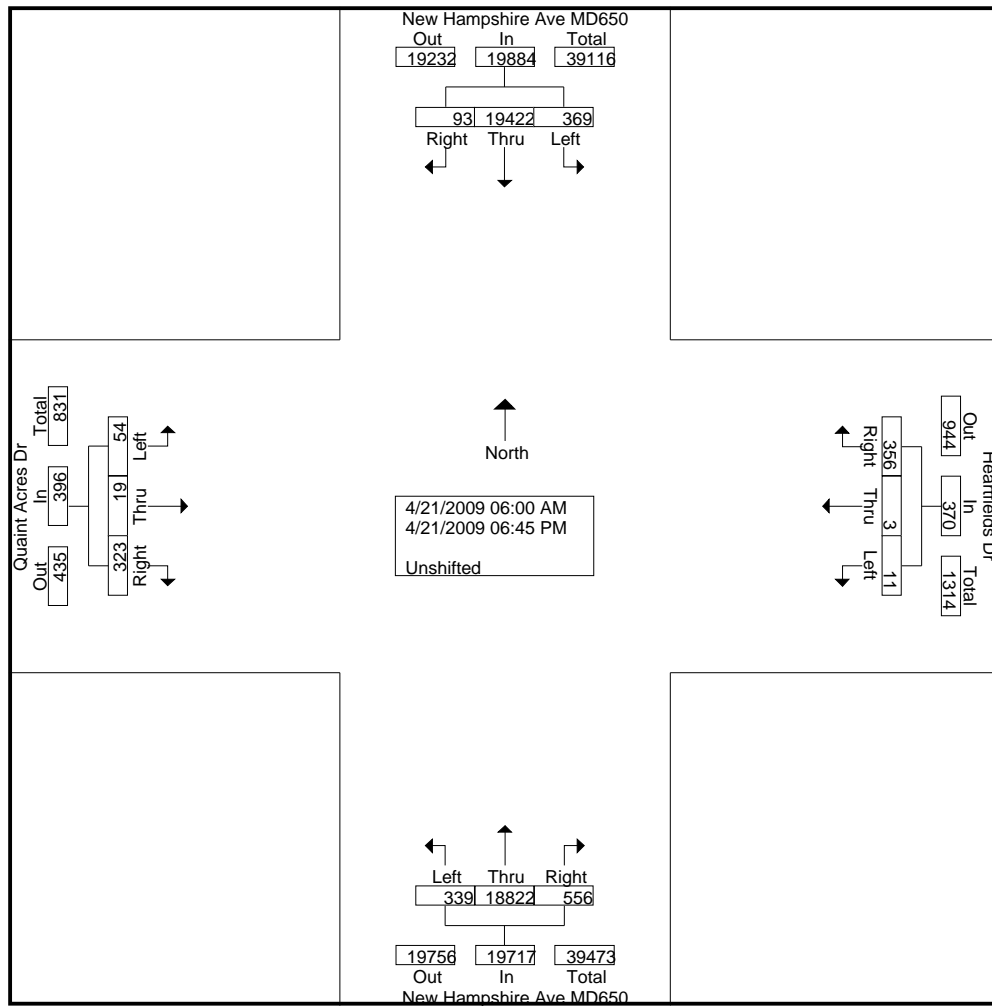 New Hampshire Ave MD650
Out In Total
19232 19884 39116
93 19422 369
Right Thru Left
Quaint Acres Dr
Total In Out
831 396 435
54 19 323
Left Thru Right
North
4/21/2009 06:00 AM
4/21/2009 06:45 PM
Unshifted
Right Thru Left
356 3 11
944 370 1314
Out In Total
Heartfields Dr
Left Thru Right
339 18822 556
19756 19717 39473
Out In Total
New Hampshire Ave MD650